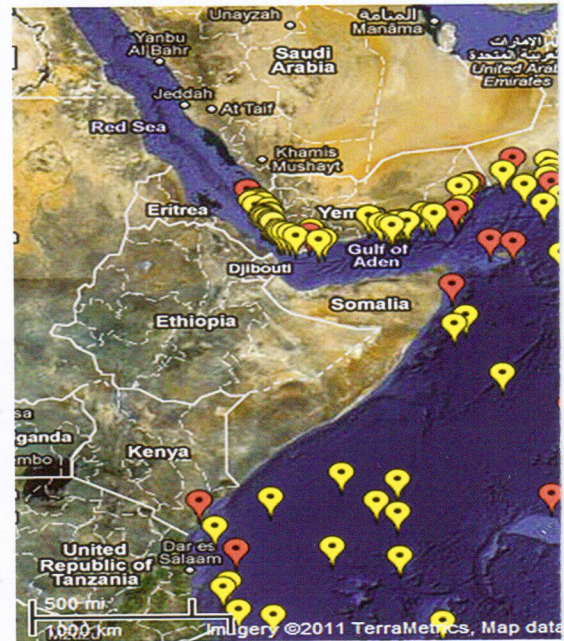 Unayzah
المنامة
Manama
Yanbu
Al Bahr
Saudi
Arabia
الإمارات
العربية المتحدة
United Arab
Emirates
Jeddah
At Taif
Red Sea
Khamis
Mushayt
Eritrea
Yem
Gulf of
Aden
Djibouti
Somalia
Ethiopia
ganda
Kenya
United
Republic of
Tanzania
Dar es
Salaam
500 mi
1000 km
Imagery ©2011 TerraMetrics, Map data